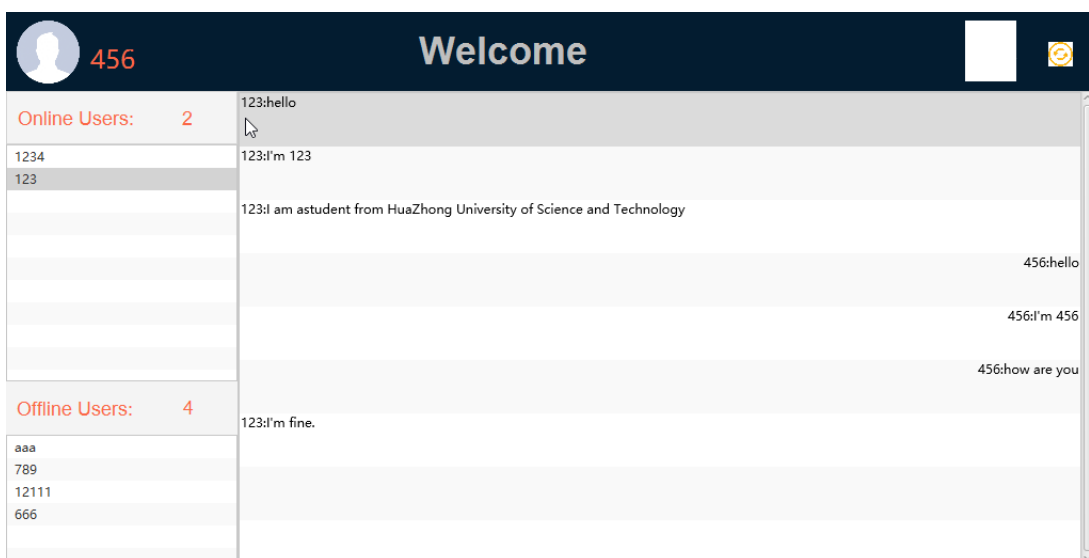 456
Welcome
Online Users: 2
1234
123
Offline Users: 4
aaa
789
12111
666
123:hello
123:I'm 123
123:I am astudent from HuaZhong University of Science and Technology
456:hello
456:I'm 456
456:how are you
123:I'm fine.